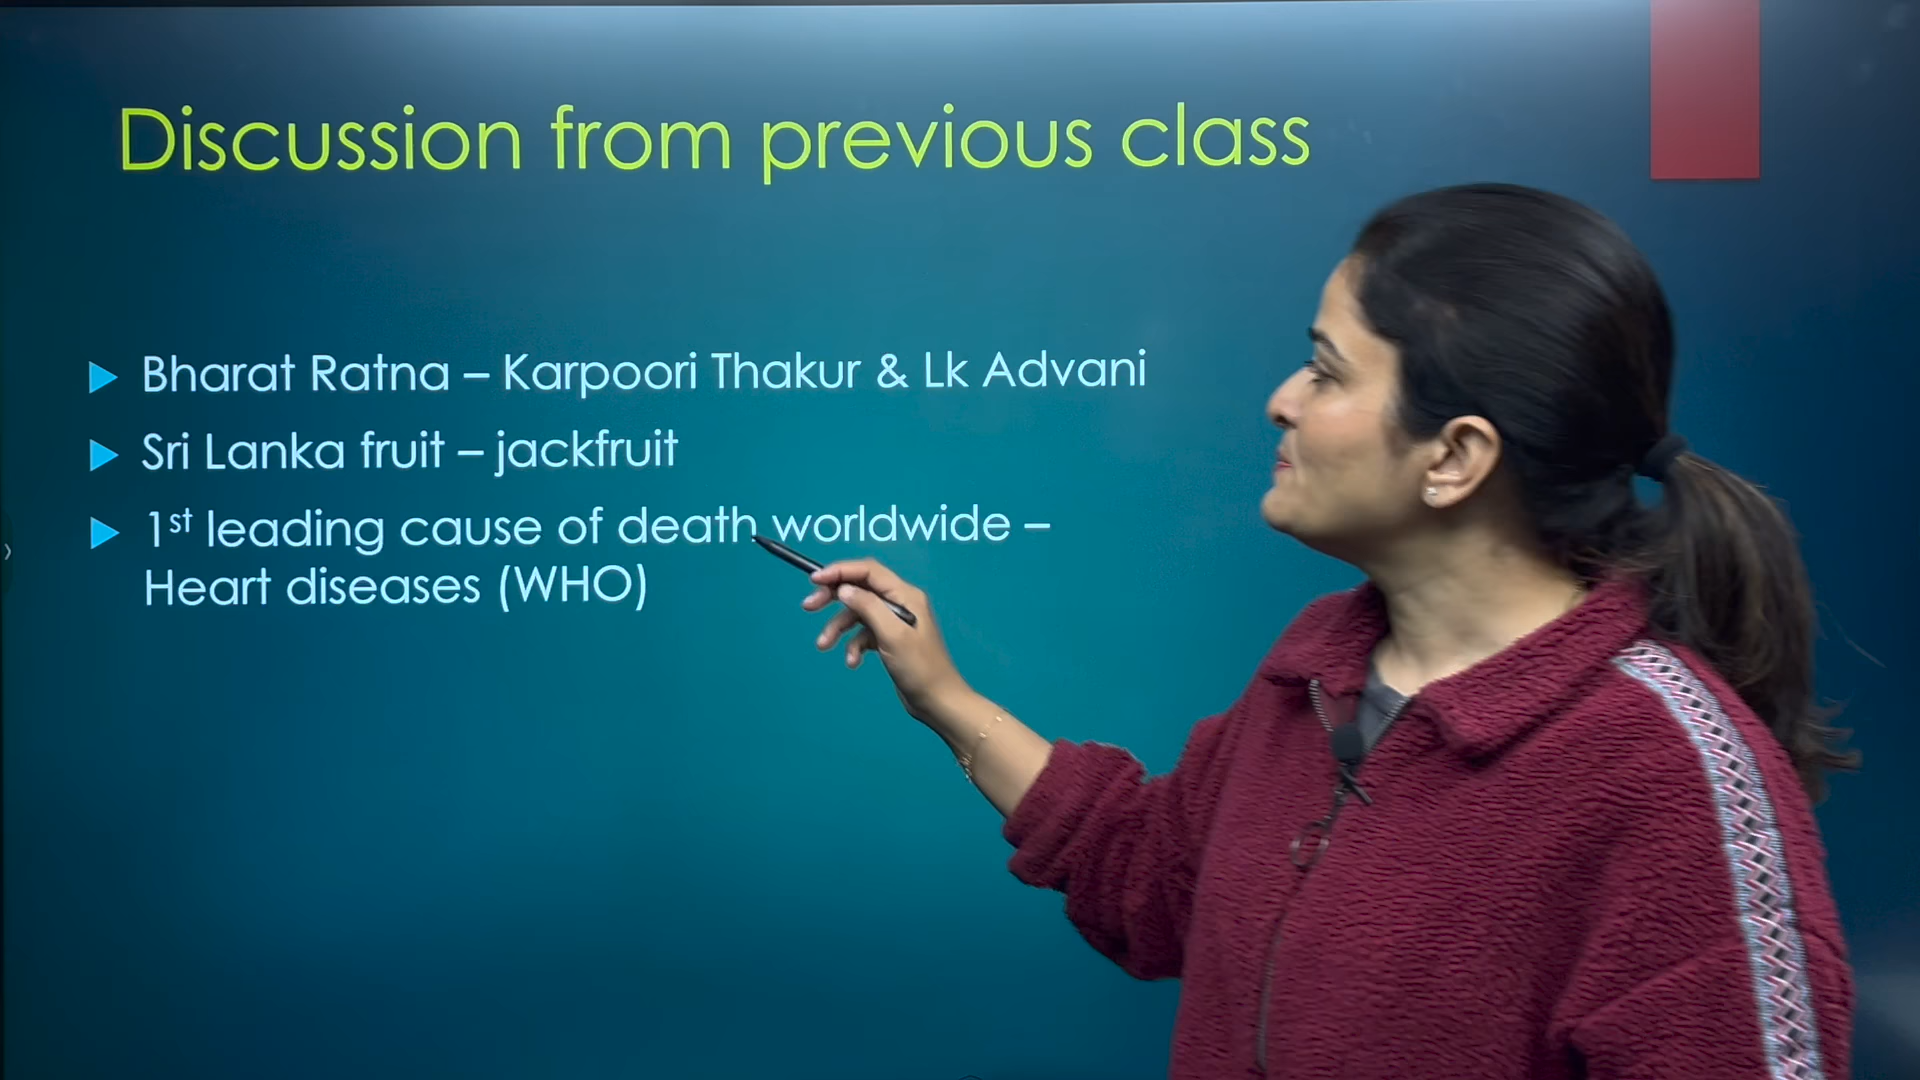 Discussion from previous class
Bharat Ratna – Karpoori Thakur & Lk Advani
Sri Lanka fruit – jackfruit
1st leading cause of death worldwide –
Heart diseases (WHO)